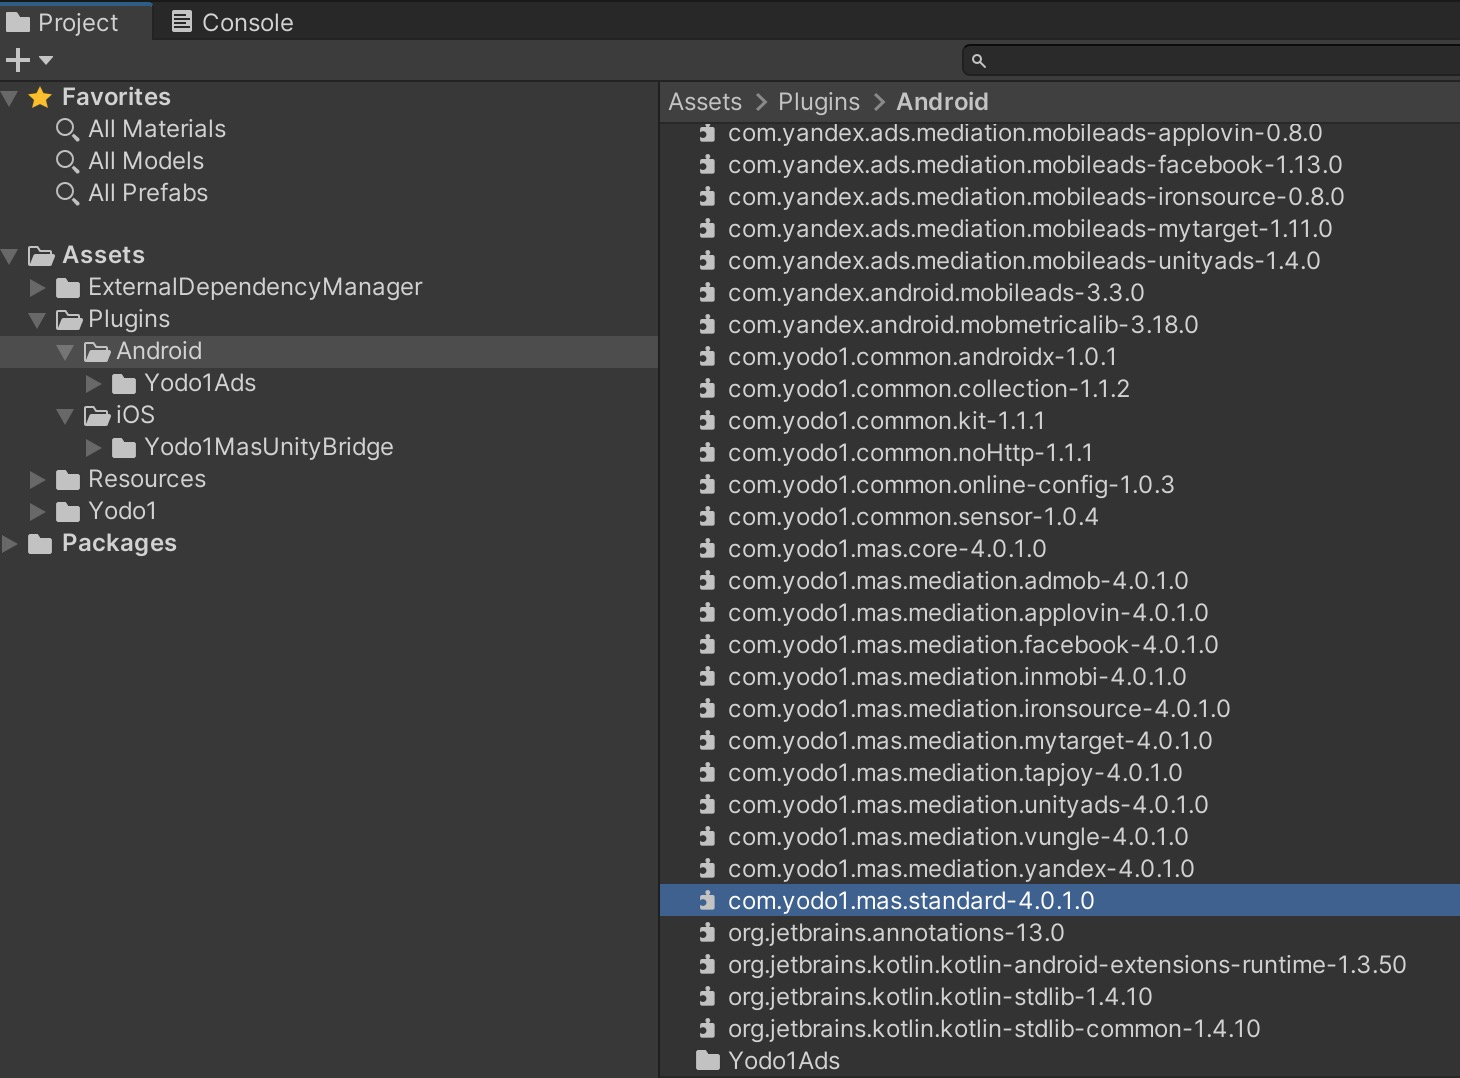 Project
Console
Favorites
All Materials
All Models
All Prefabs
Assets
ExternalDependencyManager
Plugins
Android
Yodo1Ads
iOS
Yodo1MasUnityBridge
Resources
Yodo1
Packages
Assets > Plugins > Android
com.yandex.ads.mediation.mobileads-applovin-0.8.0
com.yandex.ads.mediation.mobileads-facebook-1.13.0
com.yandex.ads.mediation.mobileads-ironsource-0.8.0
com.yandex.ads.mediation.mobileads-mytarget-1.11.0
com.yandex.ads.mediation.mobileads-unityads-1.4.0
com.yandex.android.mobileads-3.3.0
com.yandex.android.mobmetricalib-3.18.0
com.yodo1.common.androidx-1.0.1
com.yodo1.common.collection-1.1.2
com.yodo1.common.kit-1.1.1
com.yodo1.common.noHttp-1.1.1
com.yodo1.common.online-config-1.0.3
com.yodo1.common.sensor-1.0.4
com.yodo1.mas.core-4.0.1.0
com.yodo1.mas.mediation.admob-4.0.1.0
com.yodo1.mas.mediation.applovin-4.0.1.0
com.yodo1.mas.mediation.facebook-4.0.1.0
com.yodo1.mas.mediation.inmobi-4.0.1.0
com.yodo1.mas.mediation.ironsource-4.0.1.0
com.yodo1.mas.mediation.mytarget-4.0.1.0
com.yodo1.mas.mediation.tapjoy-4.0.1.0
com.yodo1.mas.mediation.unityads-4.0.1.0
com.yodo1.mas.mediation.vungle-4.0.1.0
com.yodo1.mas.mediation.yandex-4.0.1.0
com.yodo1.mas.standard-4.0.1.0
org.jetbrains.annotations-13.0
org.jetbrains.kotlin.kotlin-android-extensions-runtime-1.3.50
org.jetbrains.kotlin.kotlin-stdlib-1.4.10
org.jetbrains.kotlin.kotlin-stdlib-common-1.4.10
Yodo1Ads